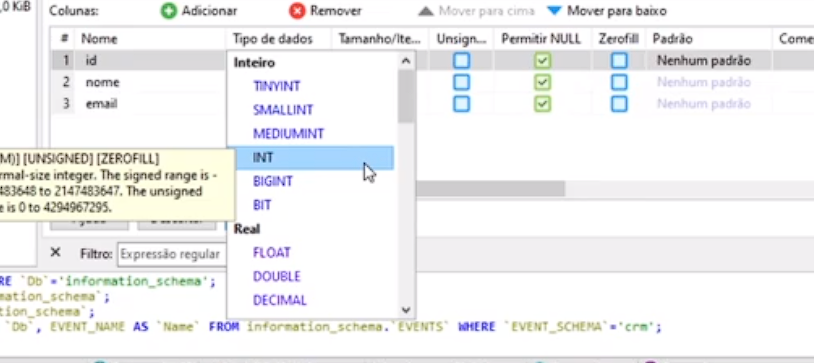 ,0 KiB
Colunas: Adicionar Remover Mover para cima Mover para baixo
# Nome Tipo de dados Tamanho/Ite... Unsign... Permitir NULL Zerofill Padrão Come
1 id Nenhum padrão
2 nome Nenhum padrão
3 email Nenhum padrão
Inteiro
TINYINT
SMALLINT
MEDIUMINT
INT
BIGINT
BIT
Real
FLOAT
DOUBLE
DECIMAL
M)] [UNSIGNED] [ZEROFILL]
rmal-size integer. The signed range is -
483648 to 2147483647. The unsigned
e is 0 to 4294967295.
Filtro: Expressão regular
RE `Db`='information_schema';
mation_schema`;
tion_schema`;
`Db`, EVENT_NAME AS `Name` FROM information_schema.`EVENTS` WHERE `EVENT_SCHEMA`='crm';